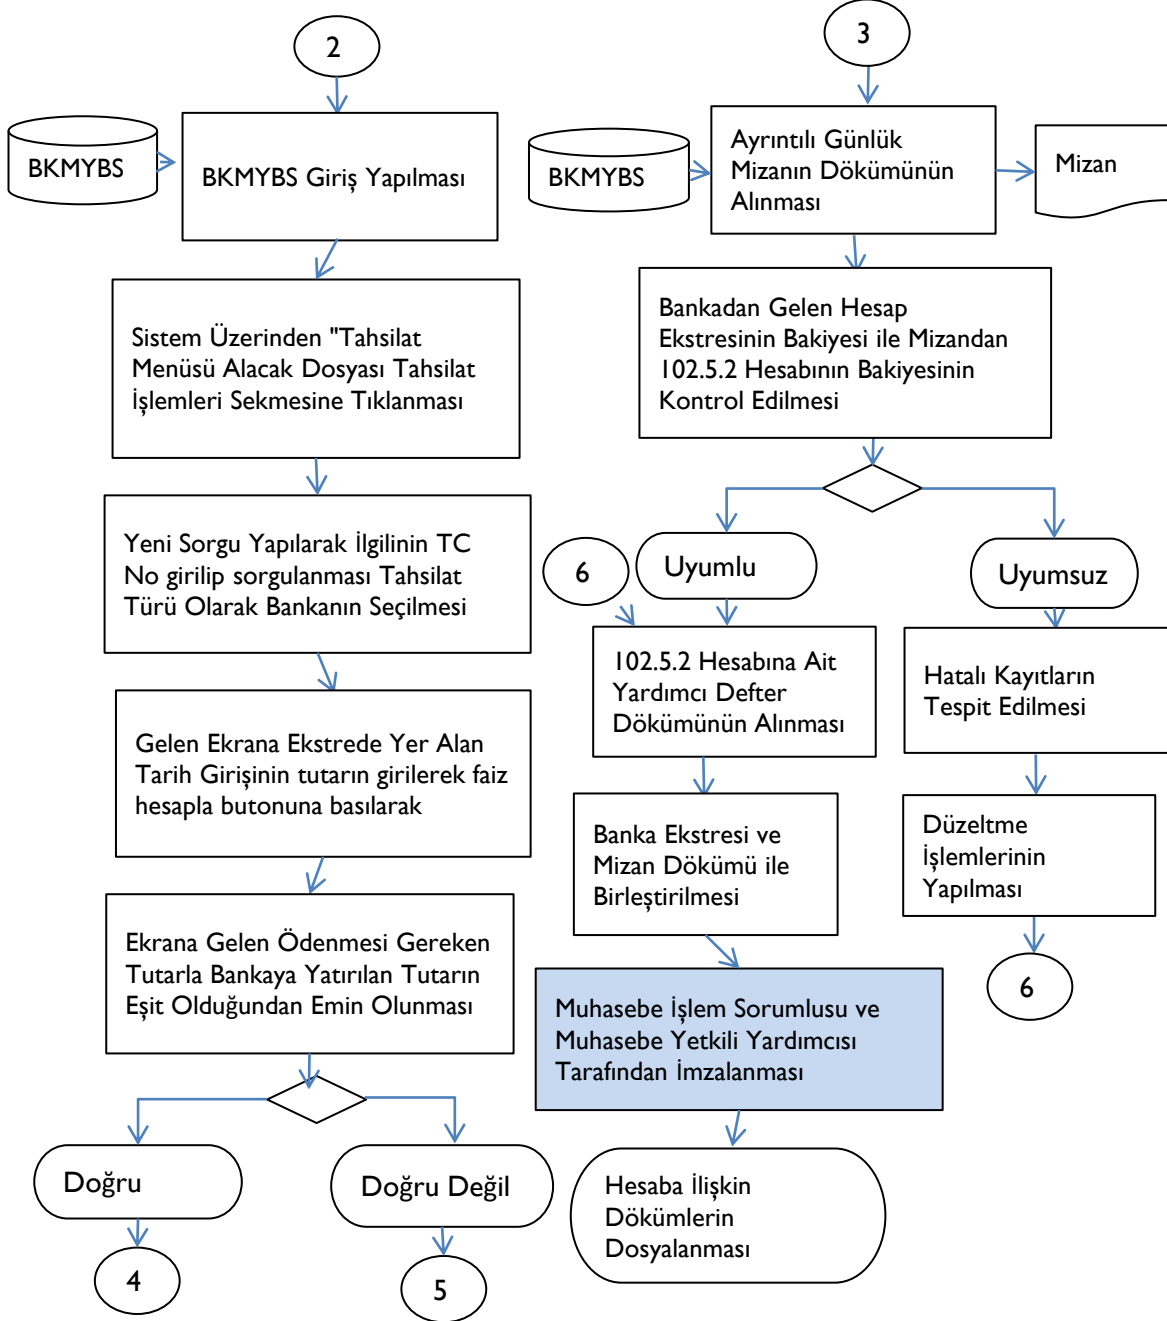 2
BKMYBS
BKMYBS Giriş Yapılması
Sistem Üzerinden "Tahsilat
Menüsü Alacak Dosyası Tahsilat
İşlemleri Sekmesine Tıklanması
Yeni Sorgu Yapılarak İlgilinin TC
No girilip sorgulanması Tahsilat
Türü Olarak Bankanın Seçilmesi
Gelen Ekrana Ekstrede Yer Alan
Tarih Girişinin tutarın girilerek faiz
hesapla butonuna basılarak
Ekrana Gelen Ödenmesi Gereken
Tutarla Bankaya Yatırılan Tutarın
Eşit Olduğundan Emin Olunması
Doğru
Doğru Değil
4
5
3
BKMYBS
Ayrıntılı Günlük
Mizanın Dökümünün
Alınması
Mizan
Bankadan Gelen Hesap
Ekstresinin Bakiyesi ile Mizandan
102.5.2 Hesabının Bakiyesinin
Kontrol Edilmesi
6
Uyumlu
Uyumsuz
102.5.2 Hesabına Ait
Yardımcı Defter
Dökümünün Alınması
Hatalı Kayıtların
Tespit Edilmesi
Banka Ekstresi ve
Mizan Dökümü ile
Birleştirilmesi
Düzeltme
İşlemlerinin
Yapılması
6
Muhasebe İşlem Sorumlusu ve
Muhasebe Yetkili Yardımcısı
Tarafından İmzalanması
Hesaba İlişkin
Dökümlerin
Dosyalanması